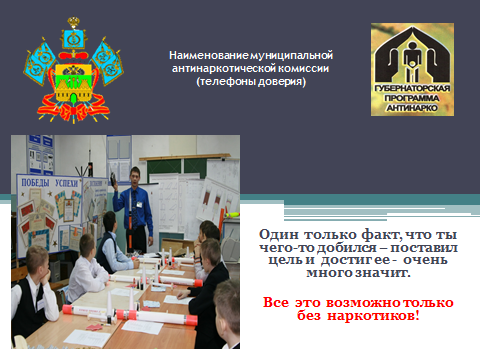 Наименование муниципальной
антинаркотической комиссии
(телефоны доверия)
ГУБЕРНАТОРСКАЯ
ПРОГРАММА
АНТИНАРКО
ПОБЕДЫ УСПЕХИ
Один только факт, что ты
чего-то добился – поставил
цель и достиг ее - очень
много значит.
Все это возможно только
без наркотиков!